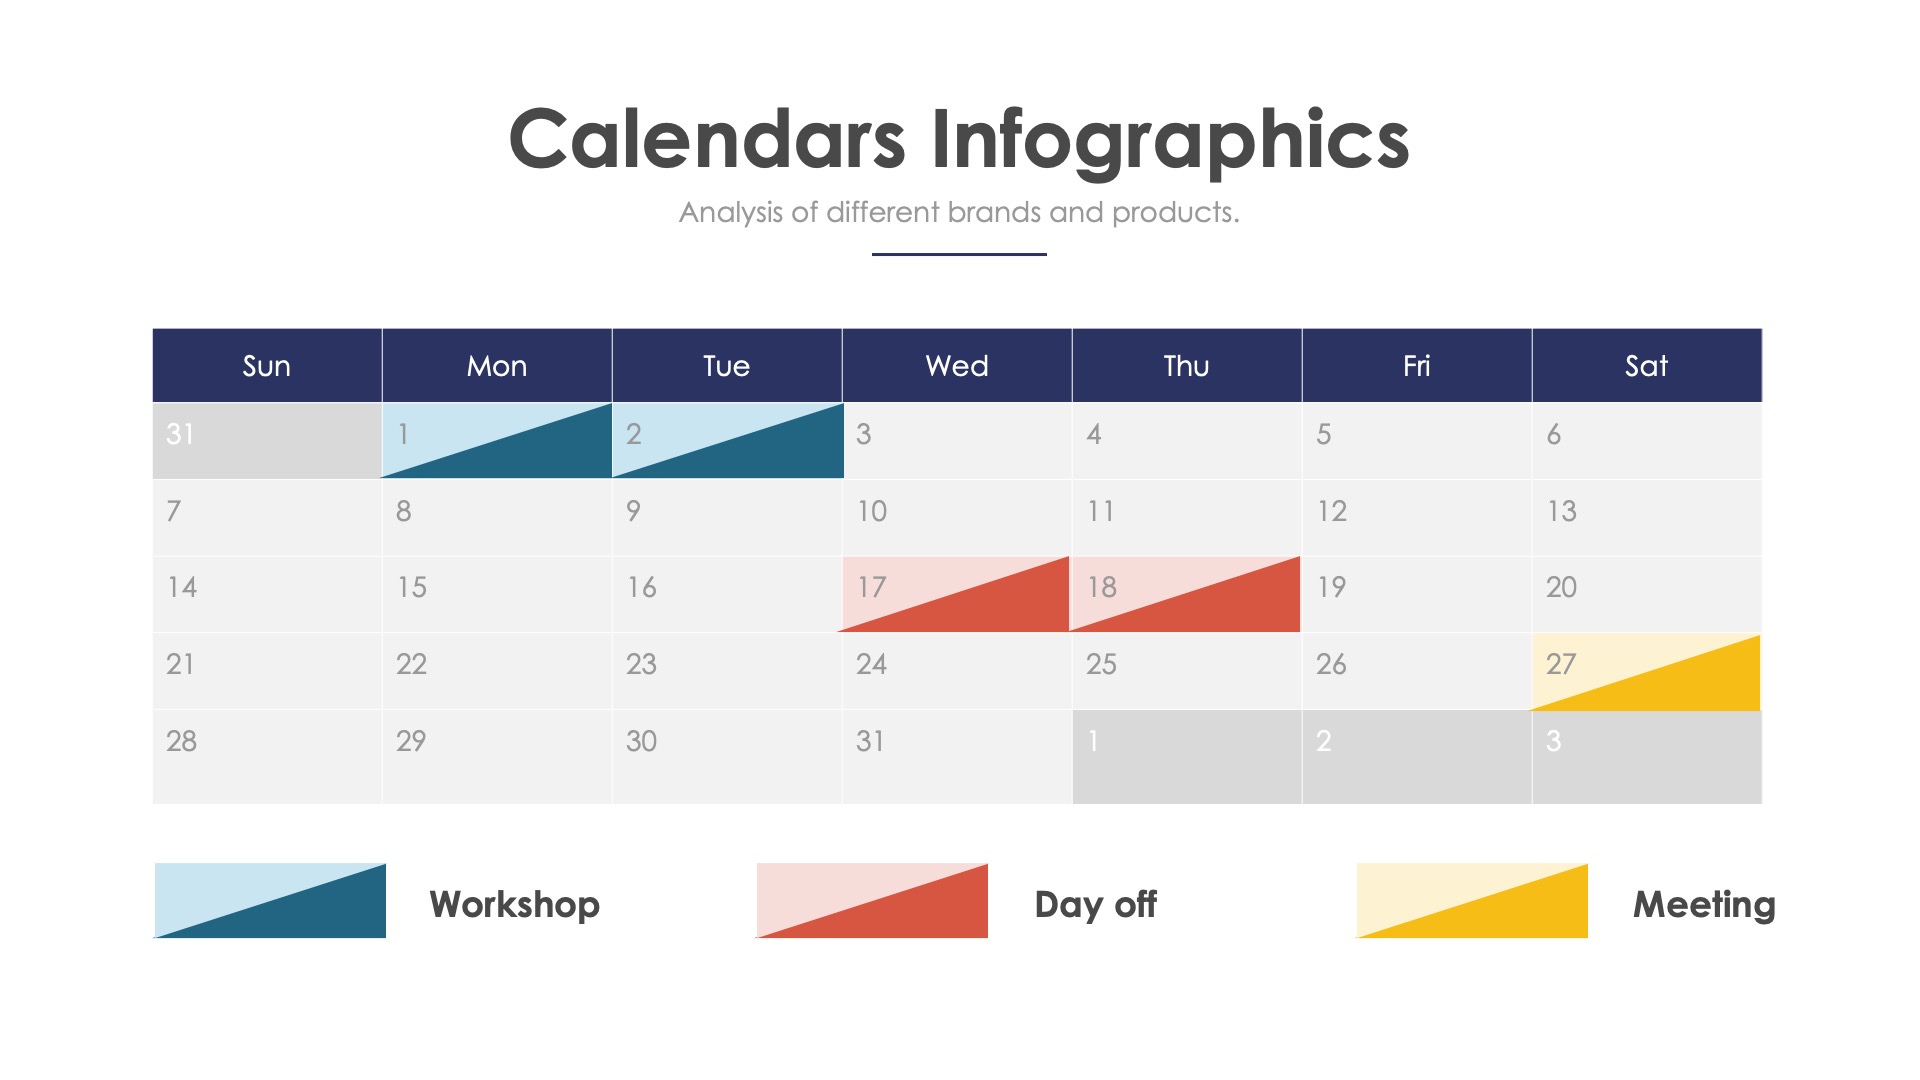 Calendars Infographics
Analysis of different brands and products.
Sun Mon Tue Wed Thu Fri Sat
31 1 2 3 4 5 6
7 8 9 10 11 12 13
14 15 16 17 18 19 20
21 22 23 24 25 26 27
28 29 30 31 1 2 3
Workshop Day off Meeting